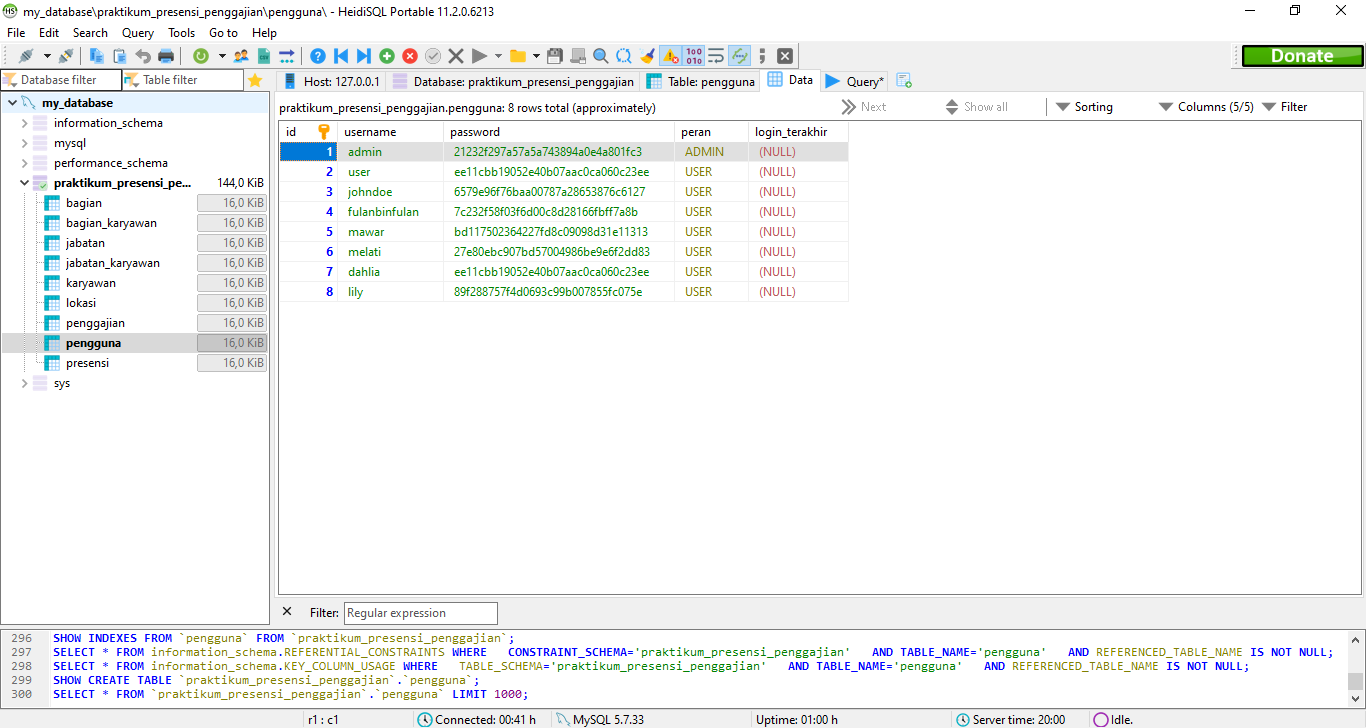 HS my_database\praktikum_presensi_penggajian\pengguna\ - HeidiSQL Portable 11.2.0.6213
File Edit Search Query Tools Go to Help
Donate
Database filter Table filter Host: 127.0.0.1 Database: praktikum_presensi_penggajian Table: pengguna Data Query*
my_database
information_schema
mysql
performance_schema
praktikum_presensi_pe... 144,0 KiB
bagian 16,0 KiB
bagian_karyawan 16,0 KiB
jabatan 16,0 KiB
jabatan_karyawan 16,0 KiB
karyawan 16,0 KiB
lokasi 16,0 KiB
penggajian 16,0 KiB
pengguna 16,0 KiB
presensi 16,0 KiB
sys
praktikum_presensi_penggajian.pengguna: 8 rows total (approximately) Next Show all Sorting Columns (5/5) Filter
id username password peran login_terakhir
1 admin 21232f297a57a5a743894a0e4a801fc3 ADMIN (NULL)
2 user ee11cbb19052e40b07aac0ca060c23ee USER (NULL)
3 johndoe 6579e96f76baa00787a28653876c6127 USER (NULL)
4 fulanbinfulan 7c232f58f03f6d00c8d28166fbff7a8b USER (NULL)
5 mawar bd117502364227fd8c09098d31e11313 USER (NULL)
6 melati 27e80ebc907bd57004986be9e6f2dd83 USER (NULL)
7 dahlia ee11cbb19052e40b07aac0ca060c23ee USER (NULL)
8 lily 89f288757f4d0693c99b007855fc075e USER (NULL)
Filter: Regular expression
296 SHOW INDEXES FROM `pengguna` FROM `praktikum_presensi_penggajian`;
297 SELECT * FROM information_schema.REFERENTIAL_CONSTRAINTS WHERE CONSTRAINT_SCHEMA='praktikum_presensi_penggajian' AND TABLE_NAME='pengguna' AND REFERENCED_TABLE_NAME IS NOT NULL;
298 SELECT * FROM information_schema.KEY_COLUMN_USAGE WHERE TABLE_SCHEMA='praktikum_presensi_penggajian' AND TABLE_NAME='pengguna' AND REFERENCED_TABLE_NAME IS NOT NULL;
299 SHOW CREATE TABLE `praktikum_presensi_penggajian`.`pengguna`;
300 SELECT * FROM `praktikum_presensi_penggajian`.`pengguna` LIMIT 1000;
r1 : c1 Connected: 00:41 h MySQL 5.7.33 Uptime: 01:00 h Server time: 20:00 Idle.